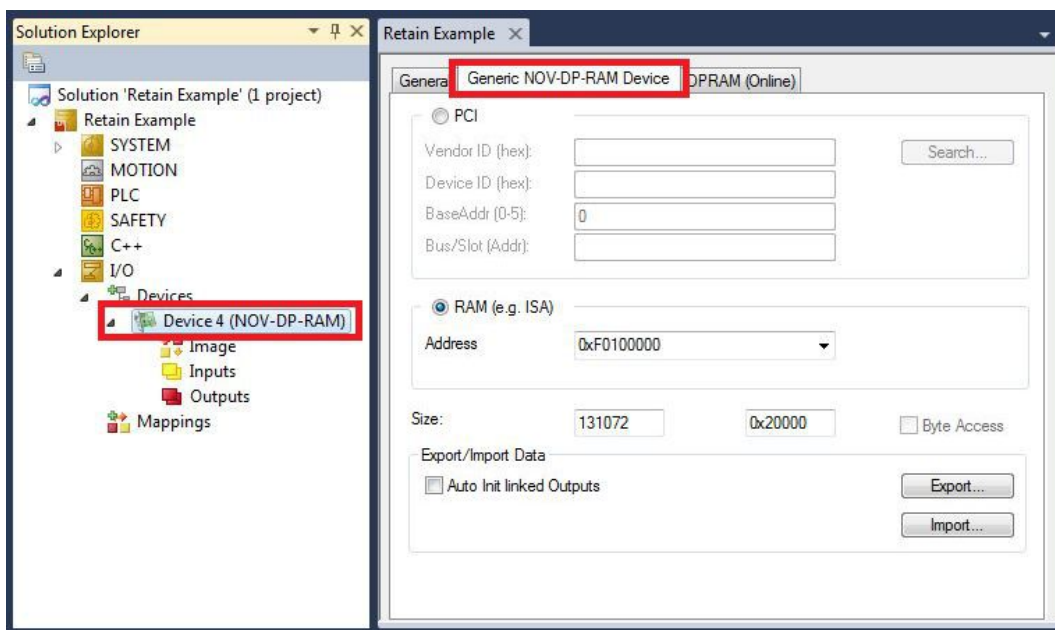 Solution Explorer
Solution 'Retain Example' (1 project)
Retain Example
SYSTEM
MOTION
PLC
SAFETY
C++
I/O
Devices
Device 4 (NOV-DP-RAM)
Image
Inputs
Outputs
Mappings
Retain Example
Genera Generic NOV-DP-RAM Device DPRAM (Online)
PCI
Vendor ID (hex): Search...
Device ID (hex):
BaseAddr (0-5): 0
Bus/Slot (Addr):
RAM (e.g. ISA)
Address 0xF0100000
Size: 131072 0x20000 Byte Access
Export/Import Data
Auto Init linked Outputs Export...
Import...